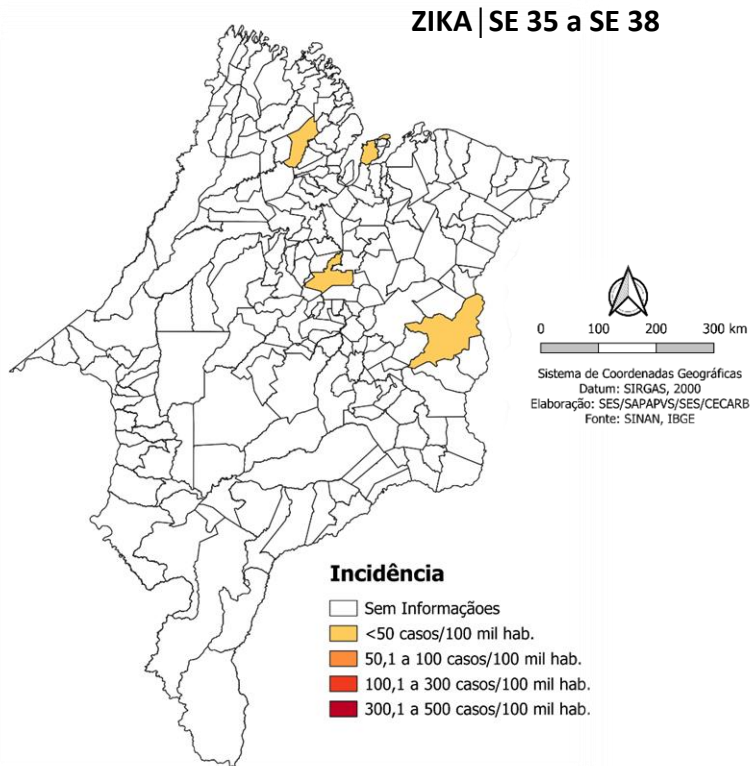 ZIKA|SE 35 a SE 38
0 100 200 300 km
Sistema de Coordenadas Geográficas
Datum: SIRGAS, 2000
Elaboração: SES/SAPAPVS/SES/CECARB
Fonte: SINAN, IBGE
Incidência
Sem Informaçãoes
<50 casos/100 mil hab.
50,1 a 100 casos/100 mil hab.
100,1 a 300 casos/100 mil hab.
300,1 a 500 casos/100 mil hab.